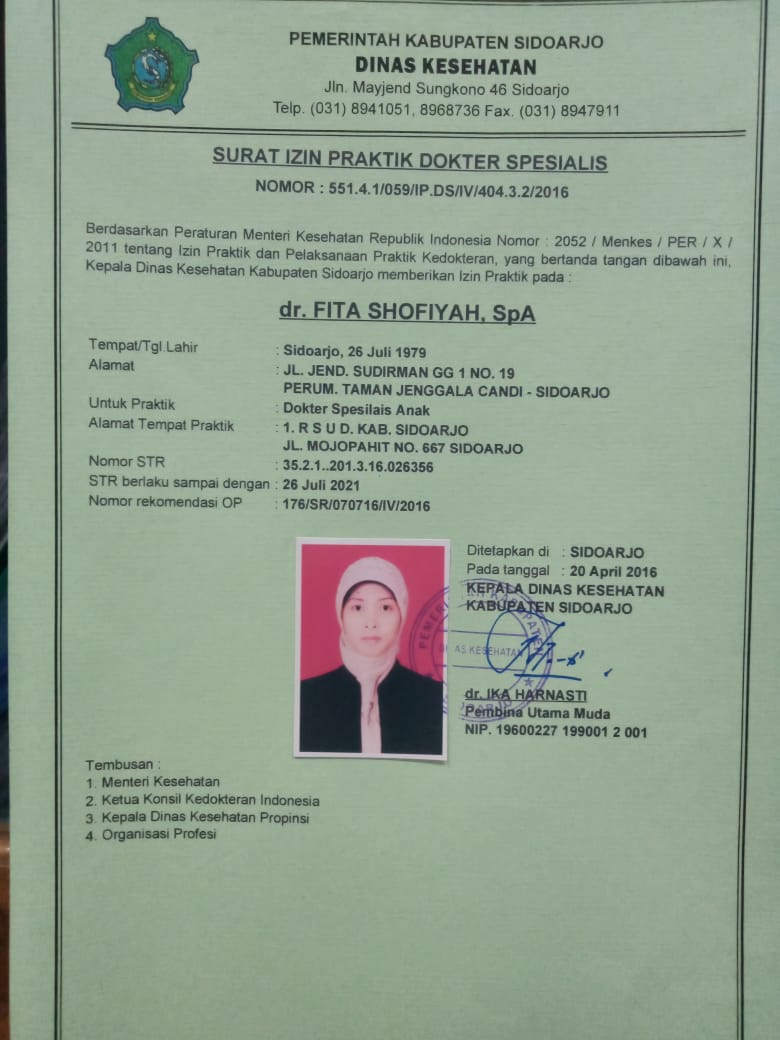 PEMERINTAH KABUPATEN SIDOARJO
DINAS KESEHATAN
Jln. Mayjend Sungkono 46 Sidoarjo
Telp. (031) 8941051, 8968736 Fax. (031) 8947911
SURAT IZIN PRAKTIK DOKTER SPESIALIS
NOMOR : 551.4.1/059/IP.DS/IV/404.3.2/2016
Berdasarkan Peraturan Menteri Kesehatan Republik Indonesia Nomor : 2052 / Menkes / PER / X /
2011 tentang Izin Praktik dan Pelaksanaan Praktik Kedokteran, yang bertanda tangan dibawah ini,
Kepala Dinas Kesehatan Kabupaten Sidoarjo memberikan Izin Praktik pada :
dr. FITA SHOFIYAH, SpA
Tempat/Tgl.Lahir : Sidoarjo, 26 Juli 1979
Alamat : JL. JEND. SUDIRMAN GG 1 NO. 19
PERUM. TAMAN JENGGALA CANDI - SIDOARJO
Untuk Praktik : Dokter Spesilais Anak
Alamat Tempat Praktik : 1. R S U D. KAB. SIDOARJO
JL. MOJOPAHIT NO. 667 SIDOARJO
Nomor STR : 35.2.1..201.3.16.026356
STR berlaku sampai dengan : 26 Juli 2021
Nomor rekomendasi OP : 176/SR/070716/IV/2016
Ditetapkan di : SIDOARJO
Pada tanggal : 20 April 2016
KEPALA DINAS KESEHATAN
KABUPATEN SIDOARJO
dr. IKA HARNASTI
Pembina Utama Muda
NIP. 19600227 199001 2 001
Tembusan :
1. Menteri Kesehatan
2. Ketua Konsil Kedokteran Indonesia
3. Kepala Dinas Kesehatan Propinsi
4. Organisasi Profesi